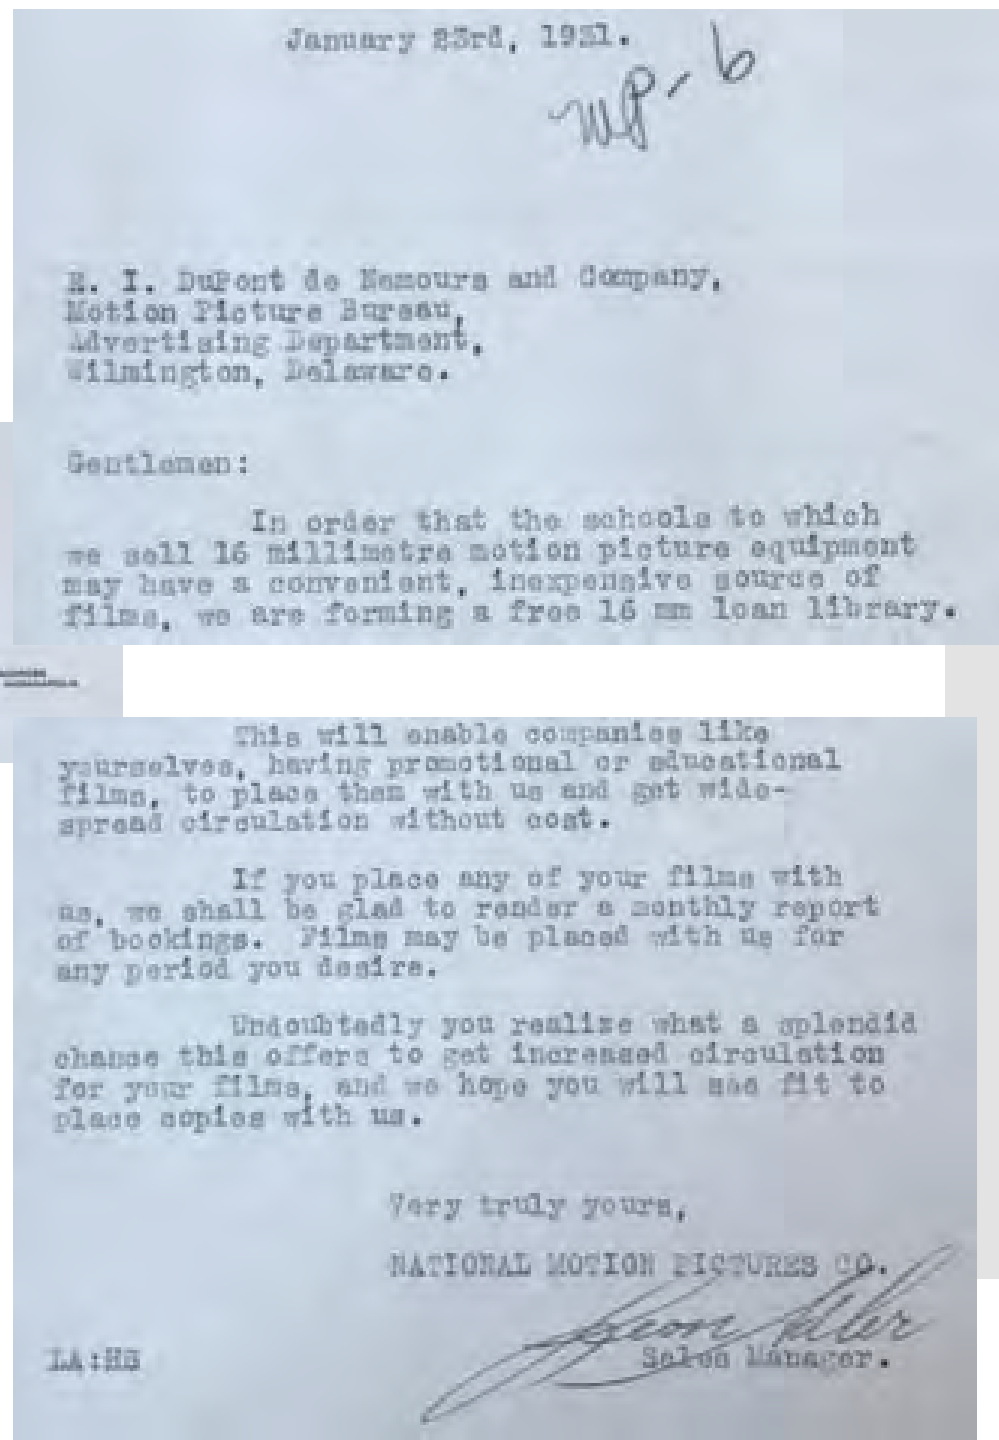 January 23rd, 1931.
MP-6
E. I. DuPont de Nemours and Company,
Motion Picture Bureau,
Advertising Department,
Wilmington, Delaware.
Gentlemen:
In order that the schools to which
we sell 16 millimetre motion picture equipment
may have a convenient, inexpensive source of
films, we are forming a free 16 mm loan library.
This will enable companies like
yourselves, having promotional or educational
films, to place them with us and get wide-
spread circulation without cost.
If you place any of your films with
us, we shall be glad to render a monthly report
of bookings. Films may be placed with us for
any period you desire.
Undoubtedly you realize what a splendid
chance this offers to get increased circulation
for your films, and we hope you will see fit to
place copies with us.
Very truly yours,
NATIONAL MOTION PICTURES CO.
Leon Adler
Sales Manager.
LA:HG